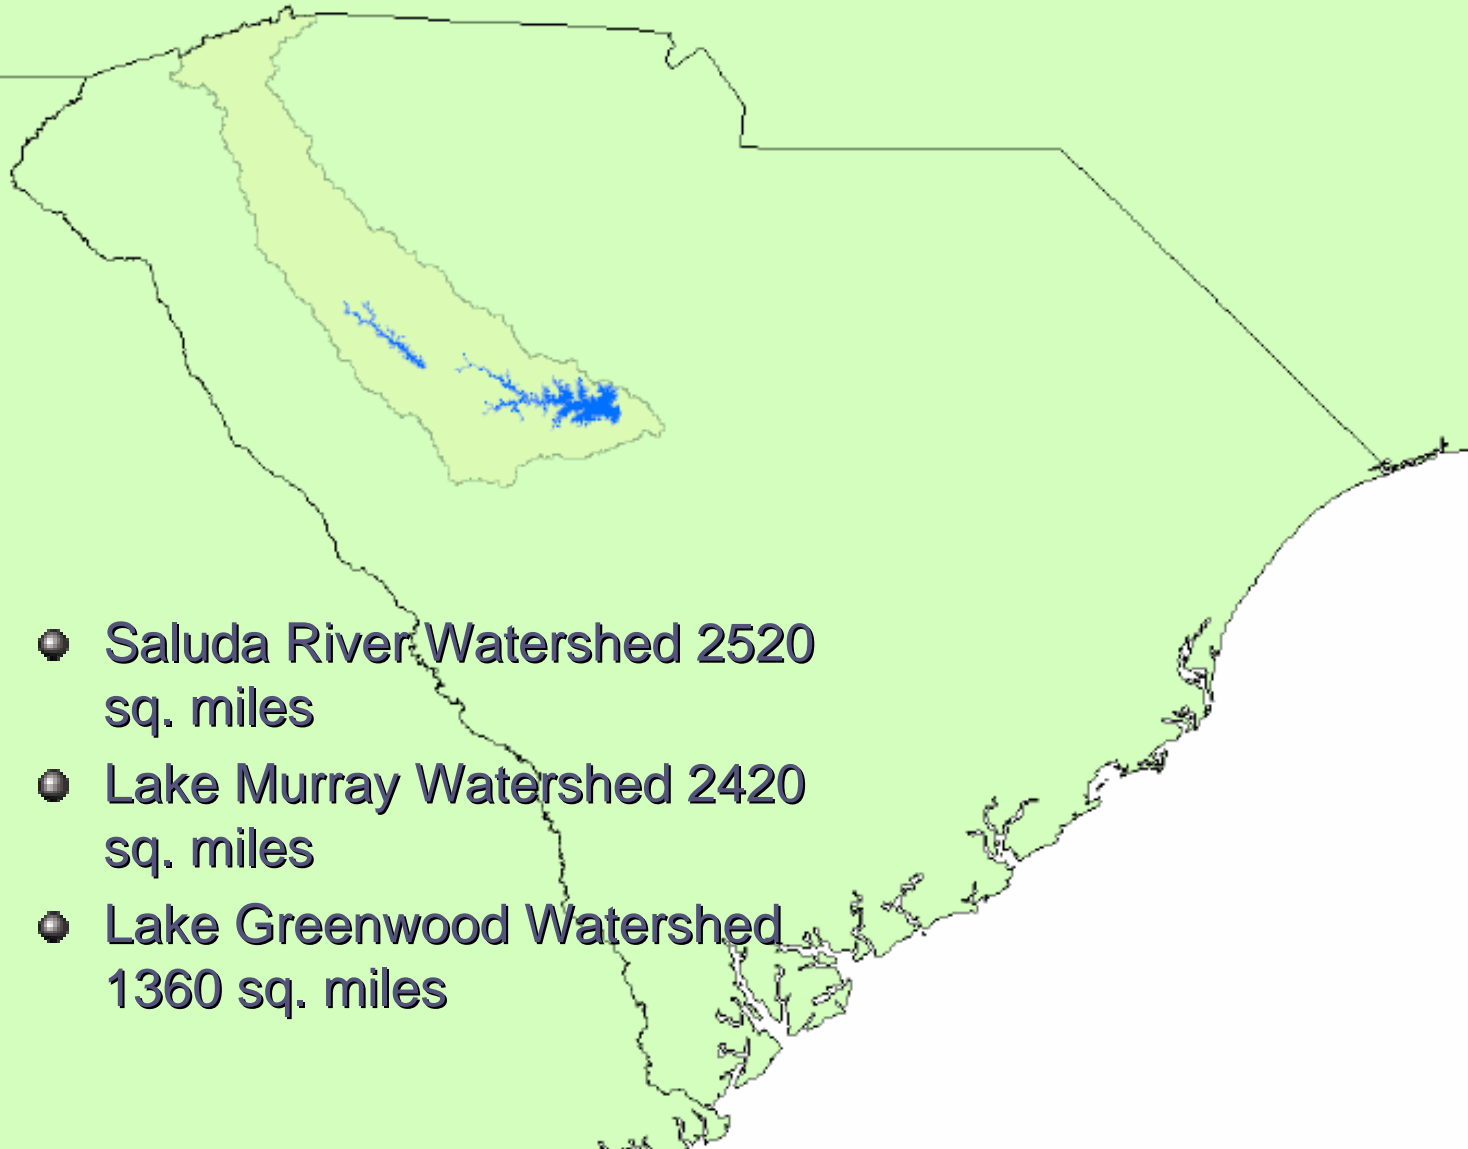 Saluda River Watershed 2520
sq. miles
Lake Murray Watershed 2420
sq. miles
Lake Greenwood Watershed
1360 sq. miles